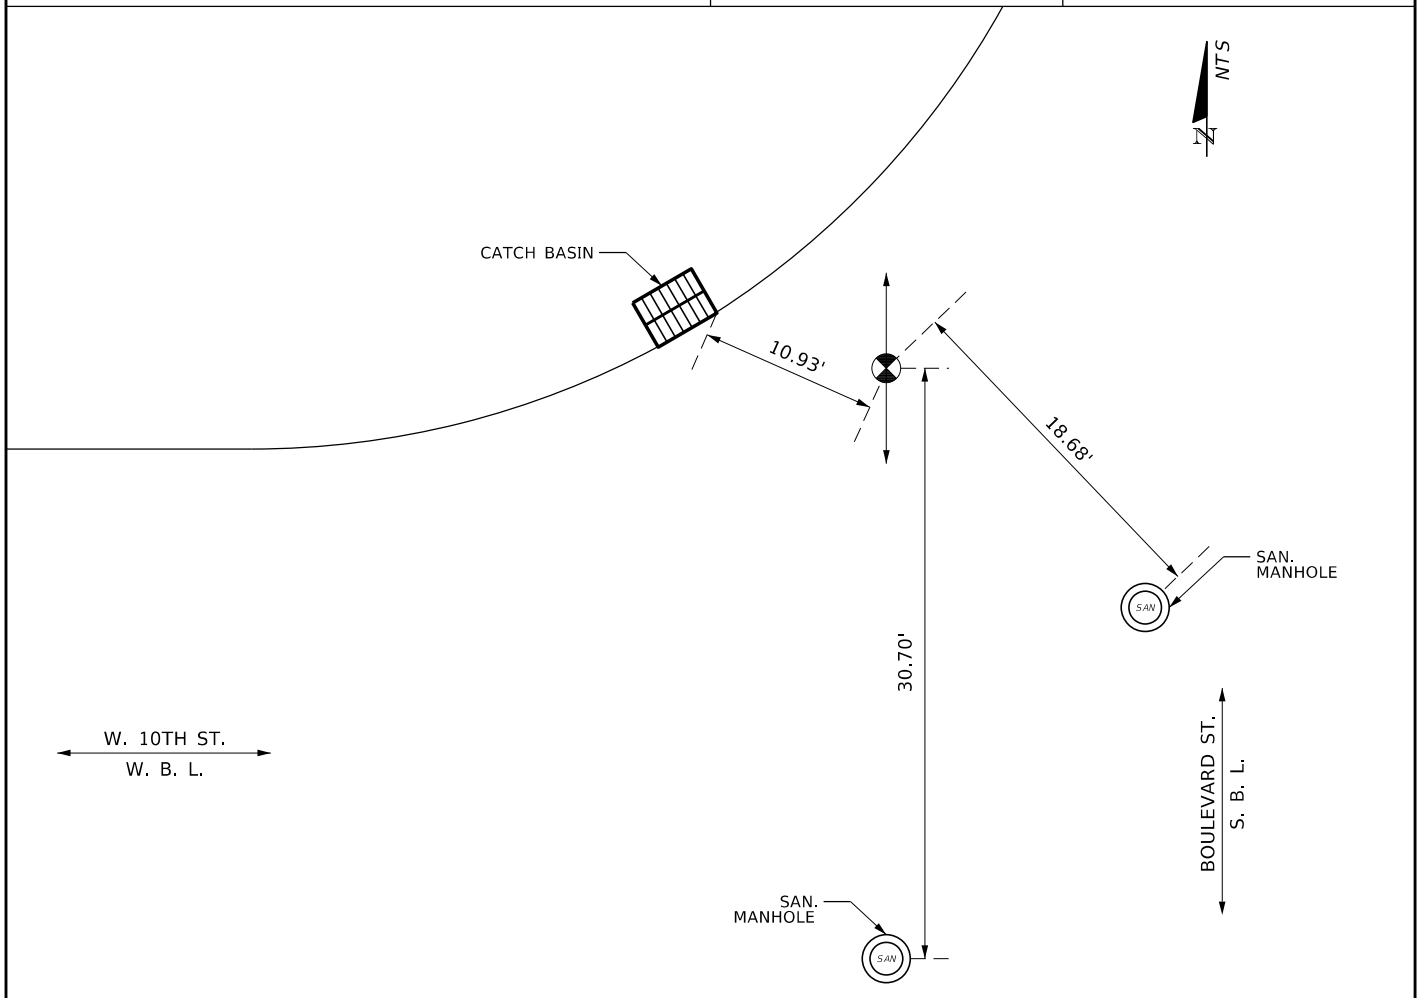 NTS
N
CATCH BASIN
10.93'
18.68'
SAN.
MANHOLE
SAN
30.70'
W. 10TH ST.
W. B. L.
BOULEVARD ST.
S. B. L.
SAN.
MANHOLE
SAN